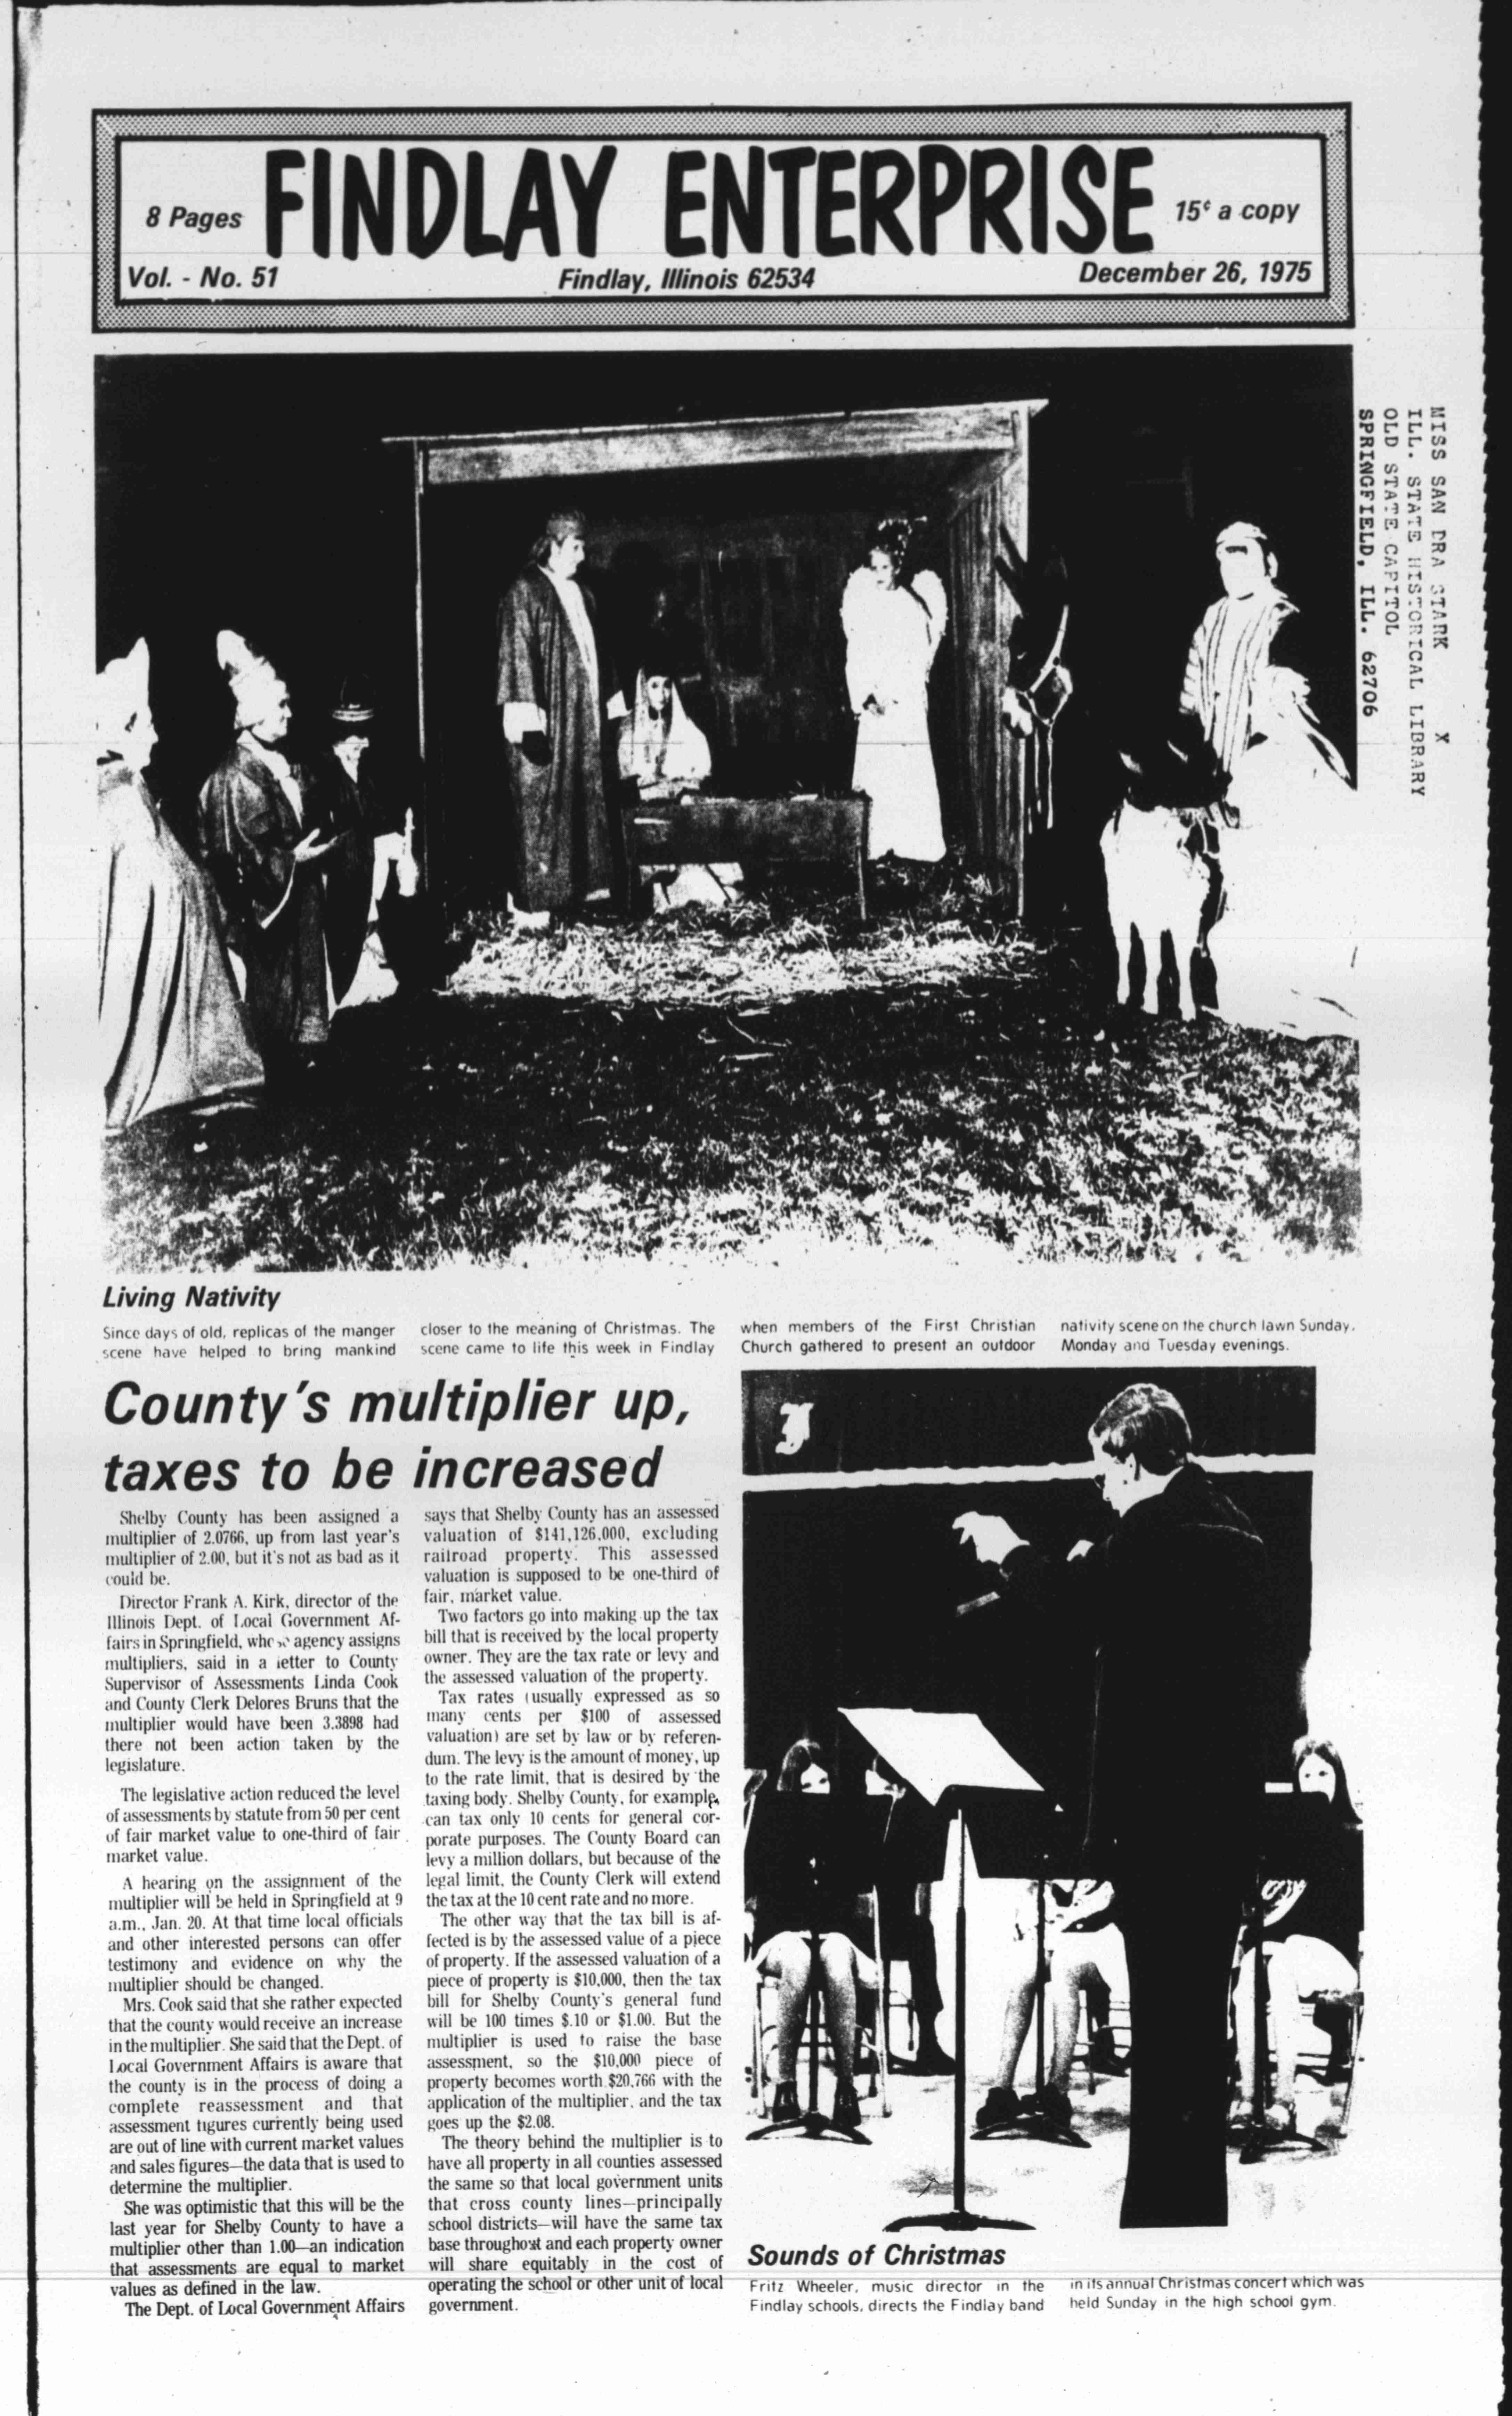 8 Pages
FINDLAY ENTERPRISE
15¢ a copy
Vol. - No. 51
Findlay, Illinois 62534
December 26, 1975
MISS SAN DRA STARK X
ILL. STATE HISTORICAL LIBRARY
OLD STATE CAPITOL
SPRINGFIELD, ILL. 62706
Living Nativity
Since days of old, replicas of the manger
scene have helped to bring mankind
closer to the meaning of Christmas. The
scene came to life this week in Findlay
when members of the First Christian
Church gathered to present an outdoor
nativity scene on the church lawn Sunday,
Monday and Tuesday evenings.
County's multiplier up,
taxes to be increased
Shelby County has been assigned a
multiplier of 2.0766, up from last year's
multiplier of 2.00, but it's not as bad as it
could be.
Director Frank A. Kirk, director of the
Illinois Dept. of Local Government Af-
fairs in Springfield, whose agency assigns
multipliers, said in a letter to County
Supervisor of Assessments Linda Cook
and County Clerk Delores Bruns that the
multiplier would have been 3.3898 had
there not been action taken by the
legislature.
The legislative action reduced the level
of assessments by statute from 50 per cent
of fair market value to one-third of fair
market value.
A hearing on the assignment of the
multiplier will be held in Springfield at 9
a.m., Jan. 20. At that time local officials
and other interested persons can offer
testimony and evidence on why the
multiplier should be changed.
Mrs. Cook said that she rather expected
that the county would receive an increase
in the multiplier. She said that the Dept. of
Local Government Affairs is aware that
the county is in the process of doing a
complete reassessment and that
assessment figures currently being used
are out of line with current market values
and sales figures—the data that is used to
determine the multiplier.
She was optimistic that this will be the
last year for Shelby County to have a
multiplier other than 1.00—an indication
that assessments are equal to market
values as defined in the law.
The Dept. of Local Government Affairs
says that Shelby County has an assessed
valuation of $141,126,000, excluding
railroad property. This assessed
valuation is supposed to be one-third of
fair, market value.
Two factors go into making up the tax
bill that is received by the local property
owner. They are the tax rate or levy and
the assessed valuation of the property.
Tax rates (usually expressed as so
many cents per $100 of assessed
valuation) are set by law or by referen-
dum. The levy is the amount of money, up
to the rate limit, that is desired by the
taxing body. Shelby County, for example,
can tax only 10 cents for general cor-
porate purposes. The County Board can
levy a million dollars, but because of the
legal limit, the County Clerk will extend
the tax at the 10 cent rate and no more.
The other way that the tax bill is af-
fected is by the assessed value of a piece
of property. If the assessed valuation of a
piece of property is $10,000, then the tax
bill for Shelby County's general fund
will be 100 times $.10 or $1.00. But the
multiplier is used to raise the base
assessment, so the $10,000 piece of
property becomes worth $20,766 with the
application of the multiplier, and the tax
goes up the $2.08.
The theory behind the multiplier is to
have all property in all counties assessed
the same so that local government units
that cross county lines—principally
school districts—will have the same tax
base throughout and each property owner
will share equitably in the cost of
operating the school or other unit of local
government.
Sounds of Christmas
Fritz Wheeler, music director in the
Findlay schools, directs the Findlay band
in its annual Christmas concert which was
held Sunday in the high school gym.